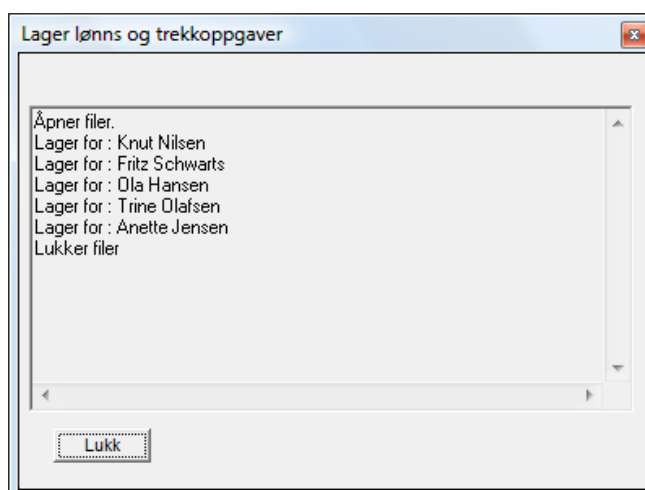 Lager lønns og trekkoppgaver
Åpner filer.
Lager for : Knut Nilsen
Lager for : Fritz Schwarts
Lager for : Ola Hansen
Lager for : Trine Olafsen
Lager for : Anette Jensen
Lukker filer
Lukk